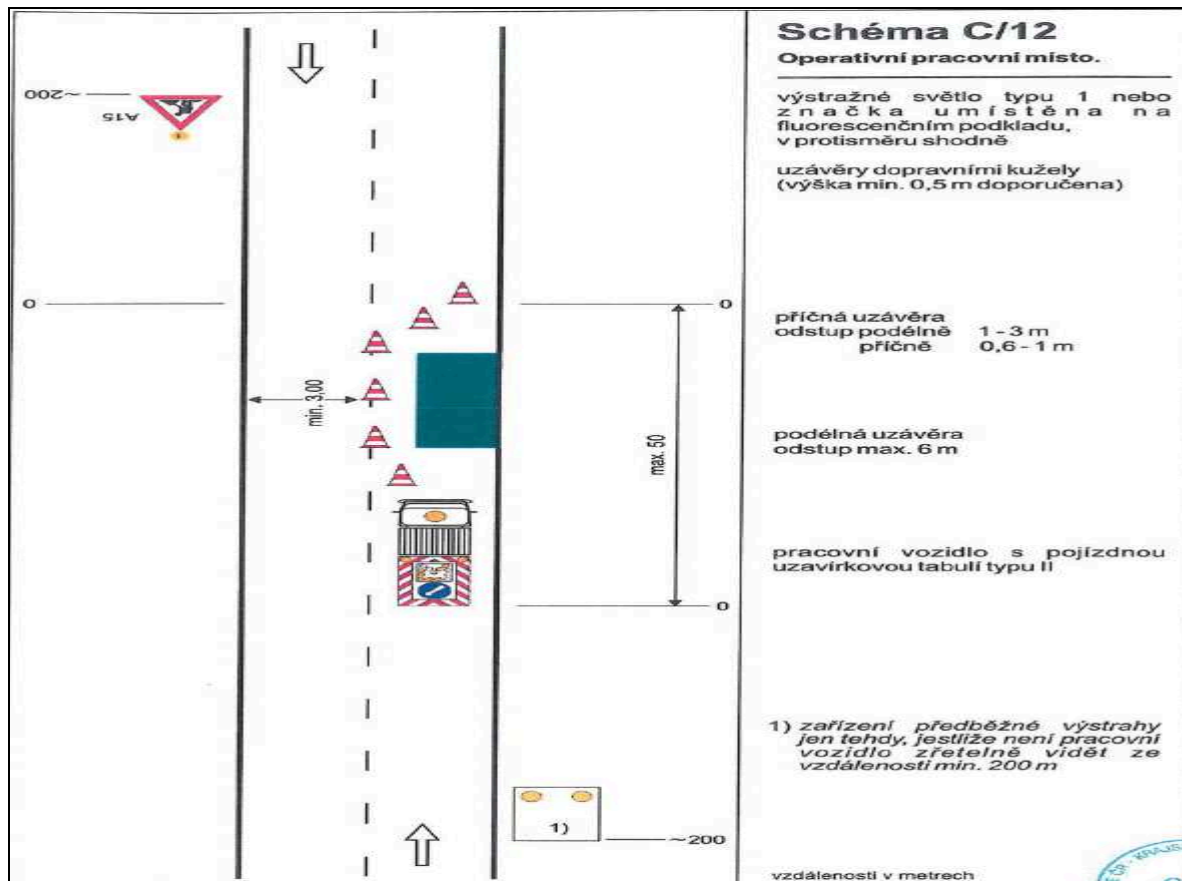 Schéma C/12
Operativní pracovní místo.
výstražné světlo typu 1 nebo
značka umístěna na
fluorescenčním podkladu,
v protisměru shodně
uzávěry dopravními kužely
(výška min. 0,5 m doporučena)
~200
A15
0
0
příčná uzávěra
odstup podélně 1 - 3 m
příčně 0,6 - 1 m
min. 3,00
max. 50
podélná uzávěra
odstup max. 6 m
pracovní vozidlo s pojízdnou
uzavírkovou tabulí typu II
0
1) zařízení předběžné výstrahy
jen tehdy, jestliže není pracovní
vozidlo zřetelně vidět ze
vzdálenosti min. 200 m
1)
~200
vzdálenosti v metrech
ČR - KRAJS